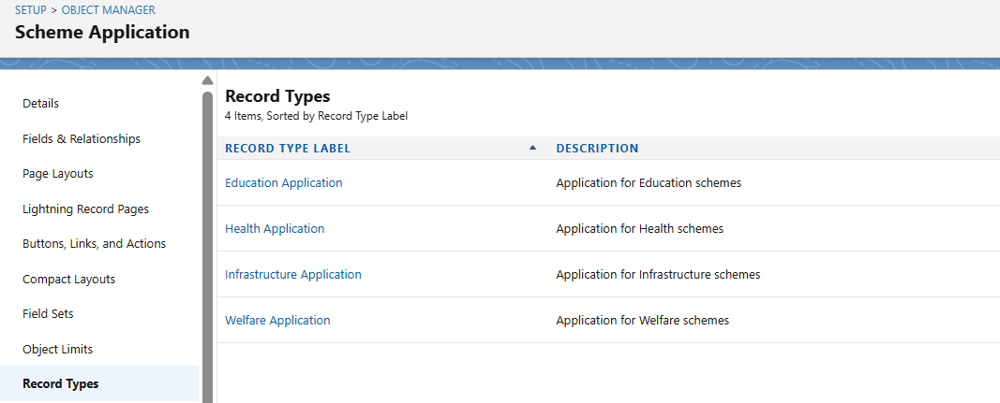 SETUP > OBJECT MANAGER
Scheme Application
Details
Fields & Relationships
Page Layouts
Lightning Record Pages
Buttons, Links, and Actions
Compact Layouts
Field Sets
Object Limits
Record Types
Record Types
4 Items, Sorted by Record Type Label
RECORD TYPE LABEL DESCRIPTION
Education Application Application for Education schemes
Health Application Application for Health schemes
Infrastructure Application Application for Infrastructure schemes
Welfare Application Application for Welfare schemes